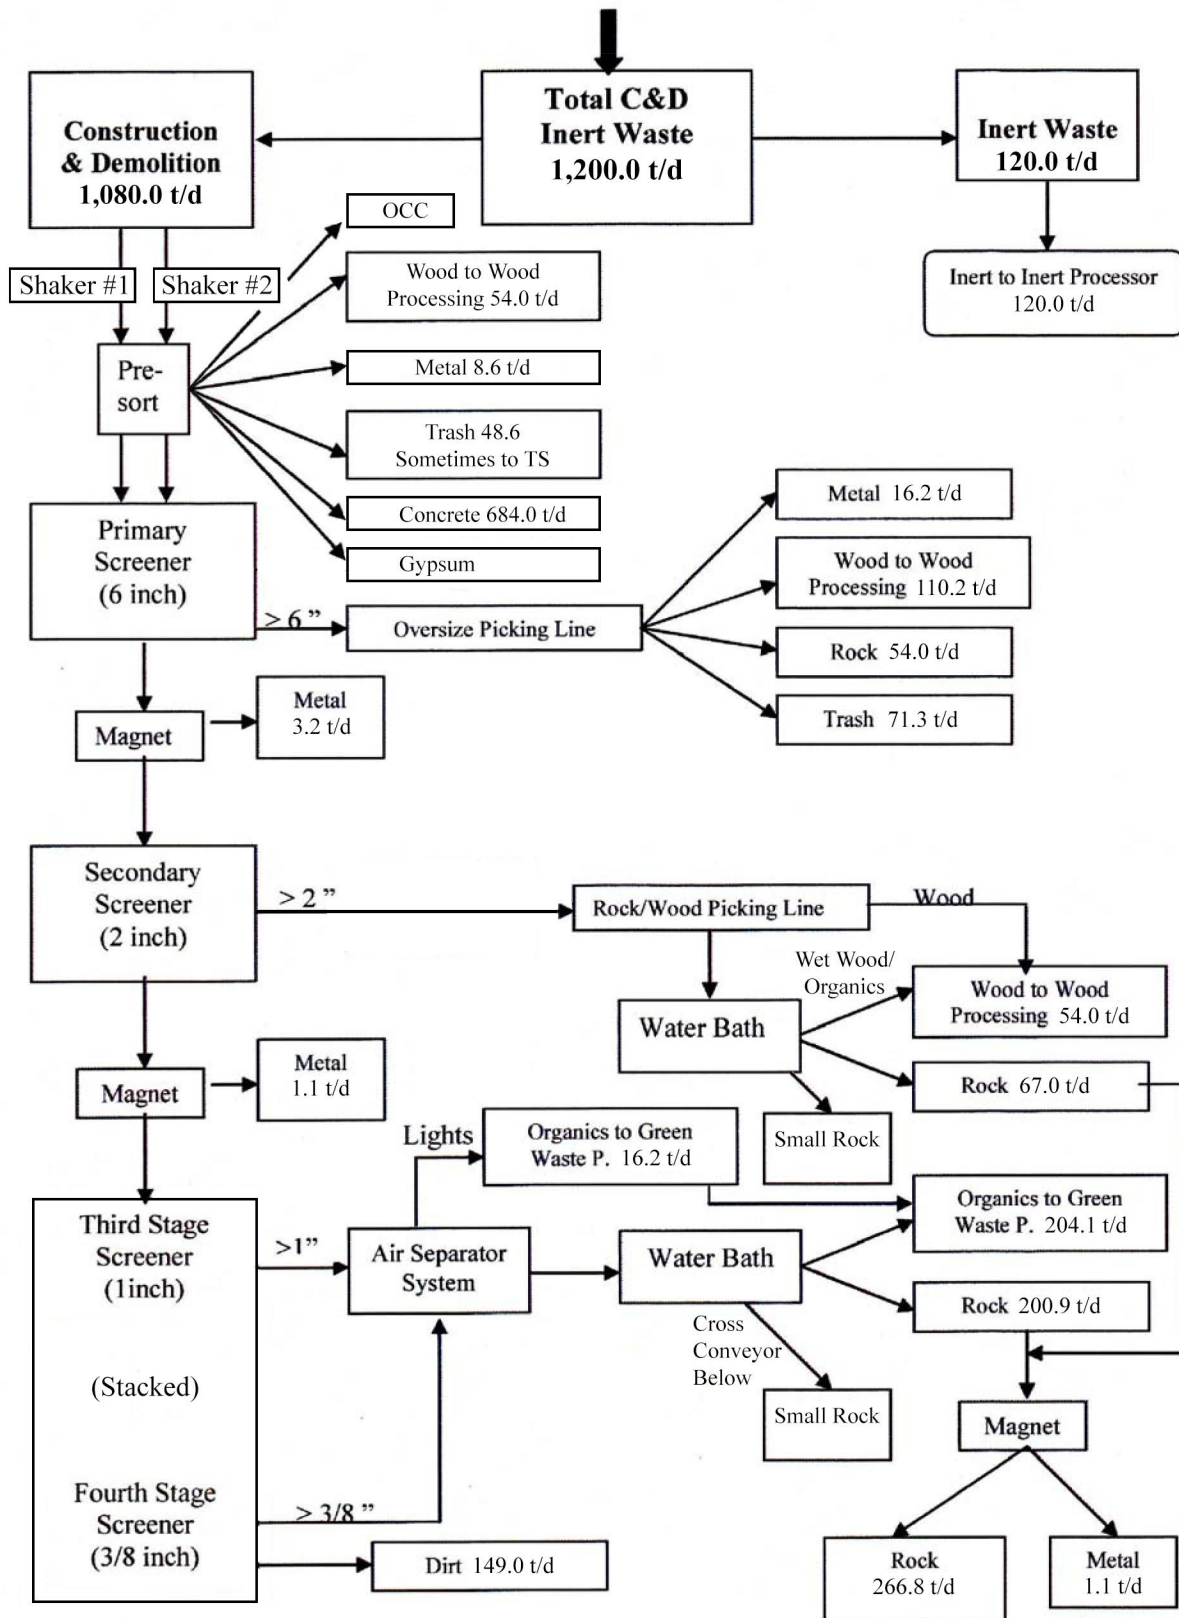 Total C&D
Inert Waste
1,200.0 t/d
Construction
& Demolition
1,080.0 t/d
Inert Waste
120.0 t/d
OCC
Shaker #1
Shaker #2
Wood to Wood
Processing 54.0 t/d
Inert to Inert Processor
120.0 t/d
Pre-
sort
Metal 8.6 t/d
Trash 48.6
Sometimes to TS
Concrete 684.0 t/d
Gypsum
Primary
Screener
(6 inch)
> 6 ”
Oversize Picking Line
Metal 16.2 t/d
Wood to Wood
Processing 110.2 t/d
Rock 54.0 t/d
Trash 71.3 t/d
Magnet
Metal
3.2 t/d
Secondary
Screener
(2 inch)
> 2 ”
Rock/Wood Picking Line
Wood
Wet Wood/
Organics
Wood to Wood
Processing 54.0 t/d
Water Bath
Rock 67.0 t/d
Small Rock
Magnet
Metal
1.1 t/d
Lights
Organics to Green
Waste P. 16.2 t/d
Organics to Green
Waste P. 204.1 t/d
Third Stage
Screener
(1inch)
>1”
Air Separator
System
Water Bath
Rock 200.9 t/d
Cross
Conveyor
Below
Small Rock
(Stacked)
Magnet
Fourth Stage
Screener
(3/8 inch)
> 3/8 ”
Dirt 149.0 t/d
Rock
266.8 t/d
Metal
1.1 t/d